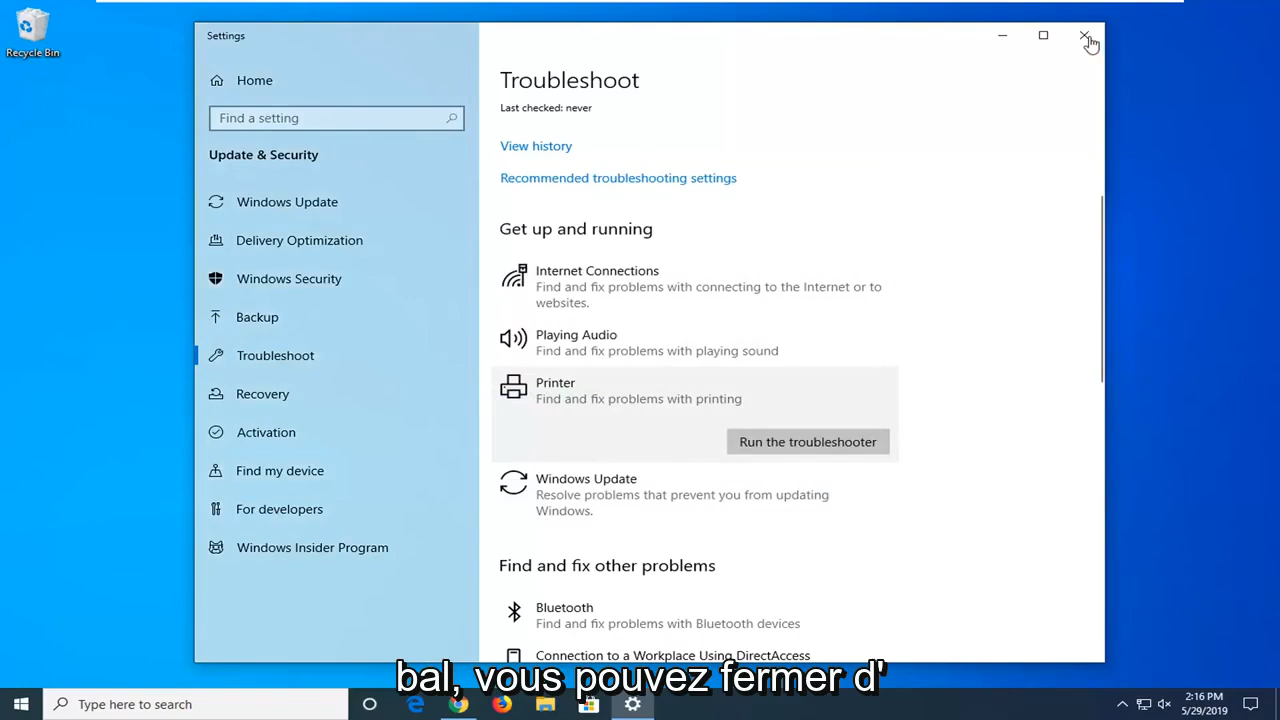 Recycle Bin
Settings
Home
Find a setting
Update & Security
Windows Update
Delivery Optimization
Windows Security
Backup
Troubleshoot
Recovery
Activation
Find my device
For developers
Windows Insider Program
Troubleshoot
Last checked: never
View history
Recommended troubleshooting settings
Get up and running
Internet Connections
Find and fix problems with connecting to the Internet or to
websites.
Playing Audio
Find and fix problems with playing sound
Printer
Find and fix problems with printing
Run the troubleshooter
Windows Update
Resolve problems that prevent you from updating
Windows.
Find and fix other problems
Bluetooth
Find and fix problems with Bluetooth devices
Connection to a Workplace Using DirectAccess
bal, vous pouvez fermer d'
Type here to search
2:16 PM
5/29/2019